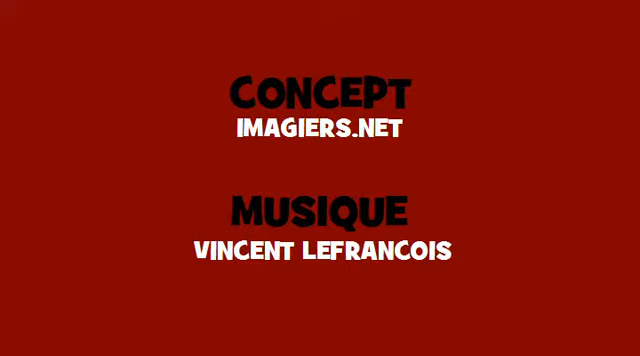 CONCEPT
IMAGIERS.NET
MUSIQUE
VINCENT LEFRANCOIS